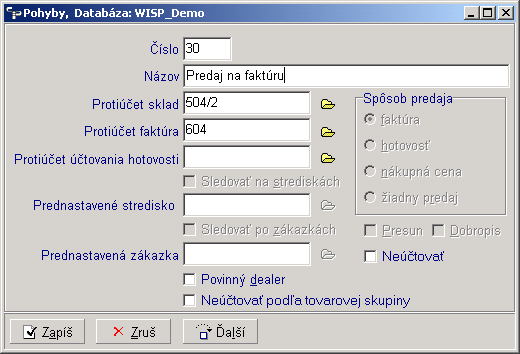 Pohyby, Databáza: WISP_Demo
Číslo 30
Názov Predaj na faktúru
Protiúčet sklad 504/2
Protiúčet faktúra 604
Protiúčet účtovania hotovosti
Sledovať na strediskách
Prednastavené stredisko
Sledovať po zákazkách
Prednastavená zákazka
Povinný dealer
Neúčtovať podľa tovarovej skupiny
Spôsob predaja
faktúra
hotovosť
nákupná cena
žiadny predaj
Presun Dobropis
Neúčtovať
Zapíš Zruš Ďalší